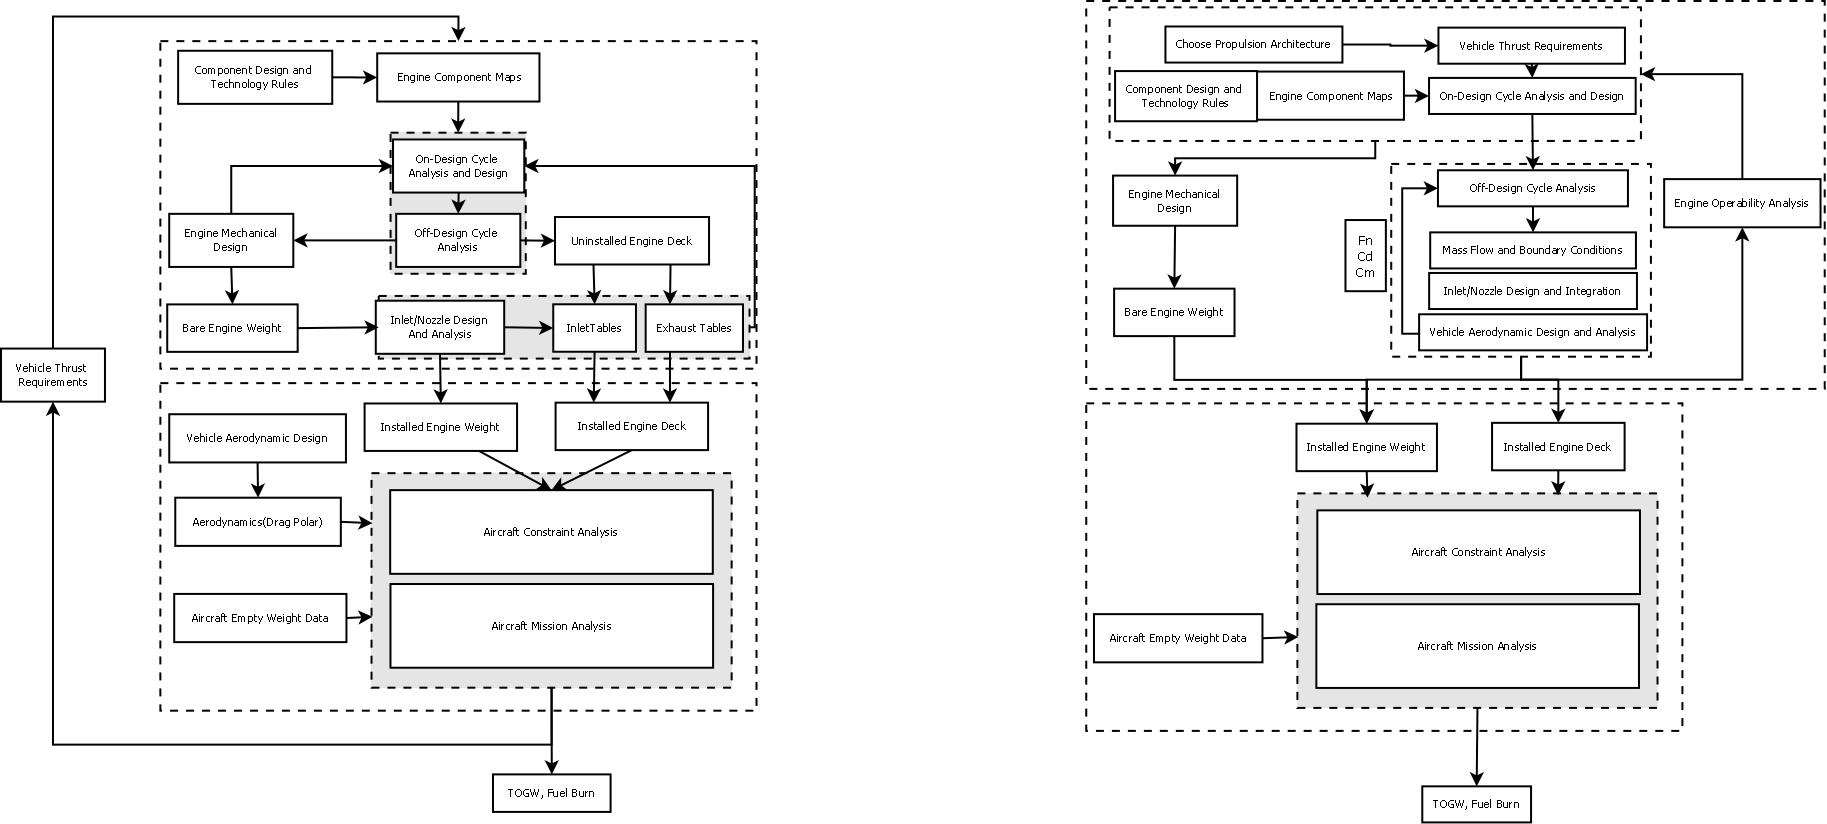 Component Design and
Technology Rules
Engine Component Maps
On-Design Cycle
Analysis and Design
Engine Mechanical
Design
Off-Design Cycle
Analysis
Uninstalled Engine Deck
Bare Engine Weight
Inlet/Nozzle Design
And Analysis
InletTables
Exhaust Tables
Vehicle Thrust
Requirements
Vehicle Aerodynamic Design
Installed Engine Weight
Installed Engine Deck
Aerodynamics(Drag Polar)
Aircraft Constraint Analysis
Aircraft Empty Weight Data
Aircraft Mission Analysis
TOGW, Fuel Burn
Choose Propulsion Architecture
Vehicle Thrust Requirements
Component Design and
Technology Rules
Engine Component Maps
On-Design Cycle Analysis and Design
Engine Mechanical
Design
Off-Design Cycle Analysis
Engine Operability Analysis
Fn
Cd
Cm
Mass Flow and Boundary Conditions
Inlet/Nozzle Design and Integration
Bare Engine Weight
Vehicle Aerodynamic Design and Analysis
Installed Engine Weight
Installed Engine Deck
Aircraft Constraint Analysis
Aircraft Empty Weight Data
Aircraft Mission Analysis
TOGW, Fuel Burn